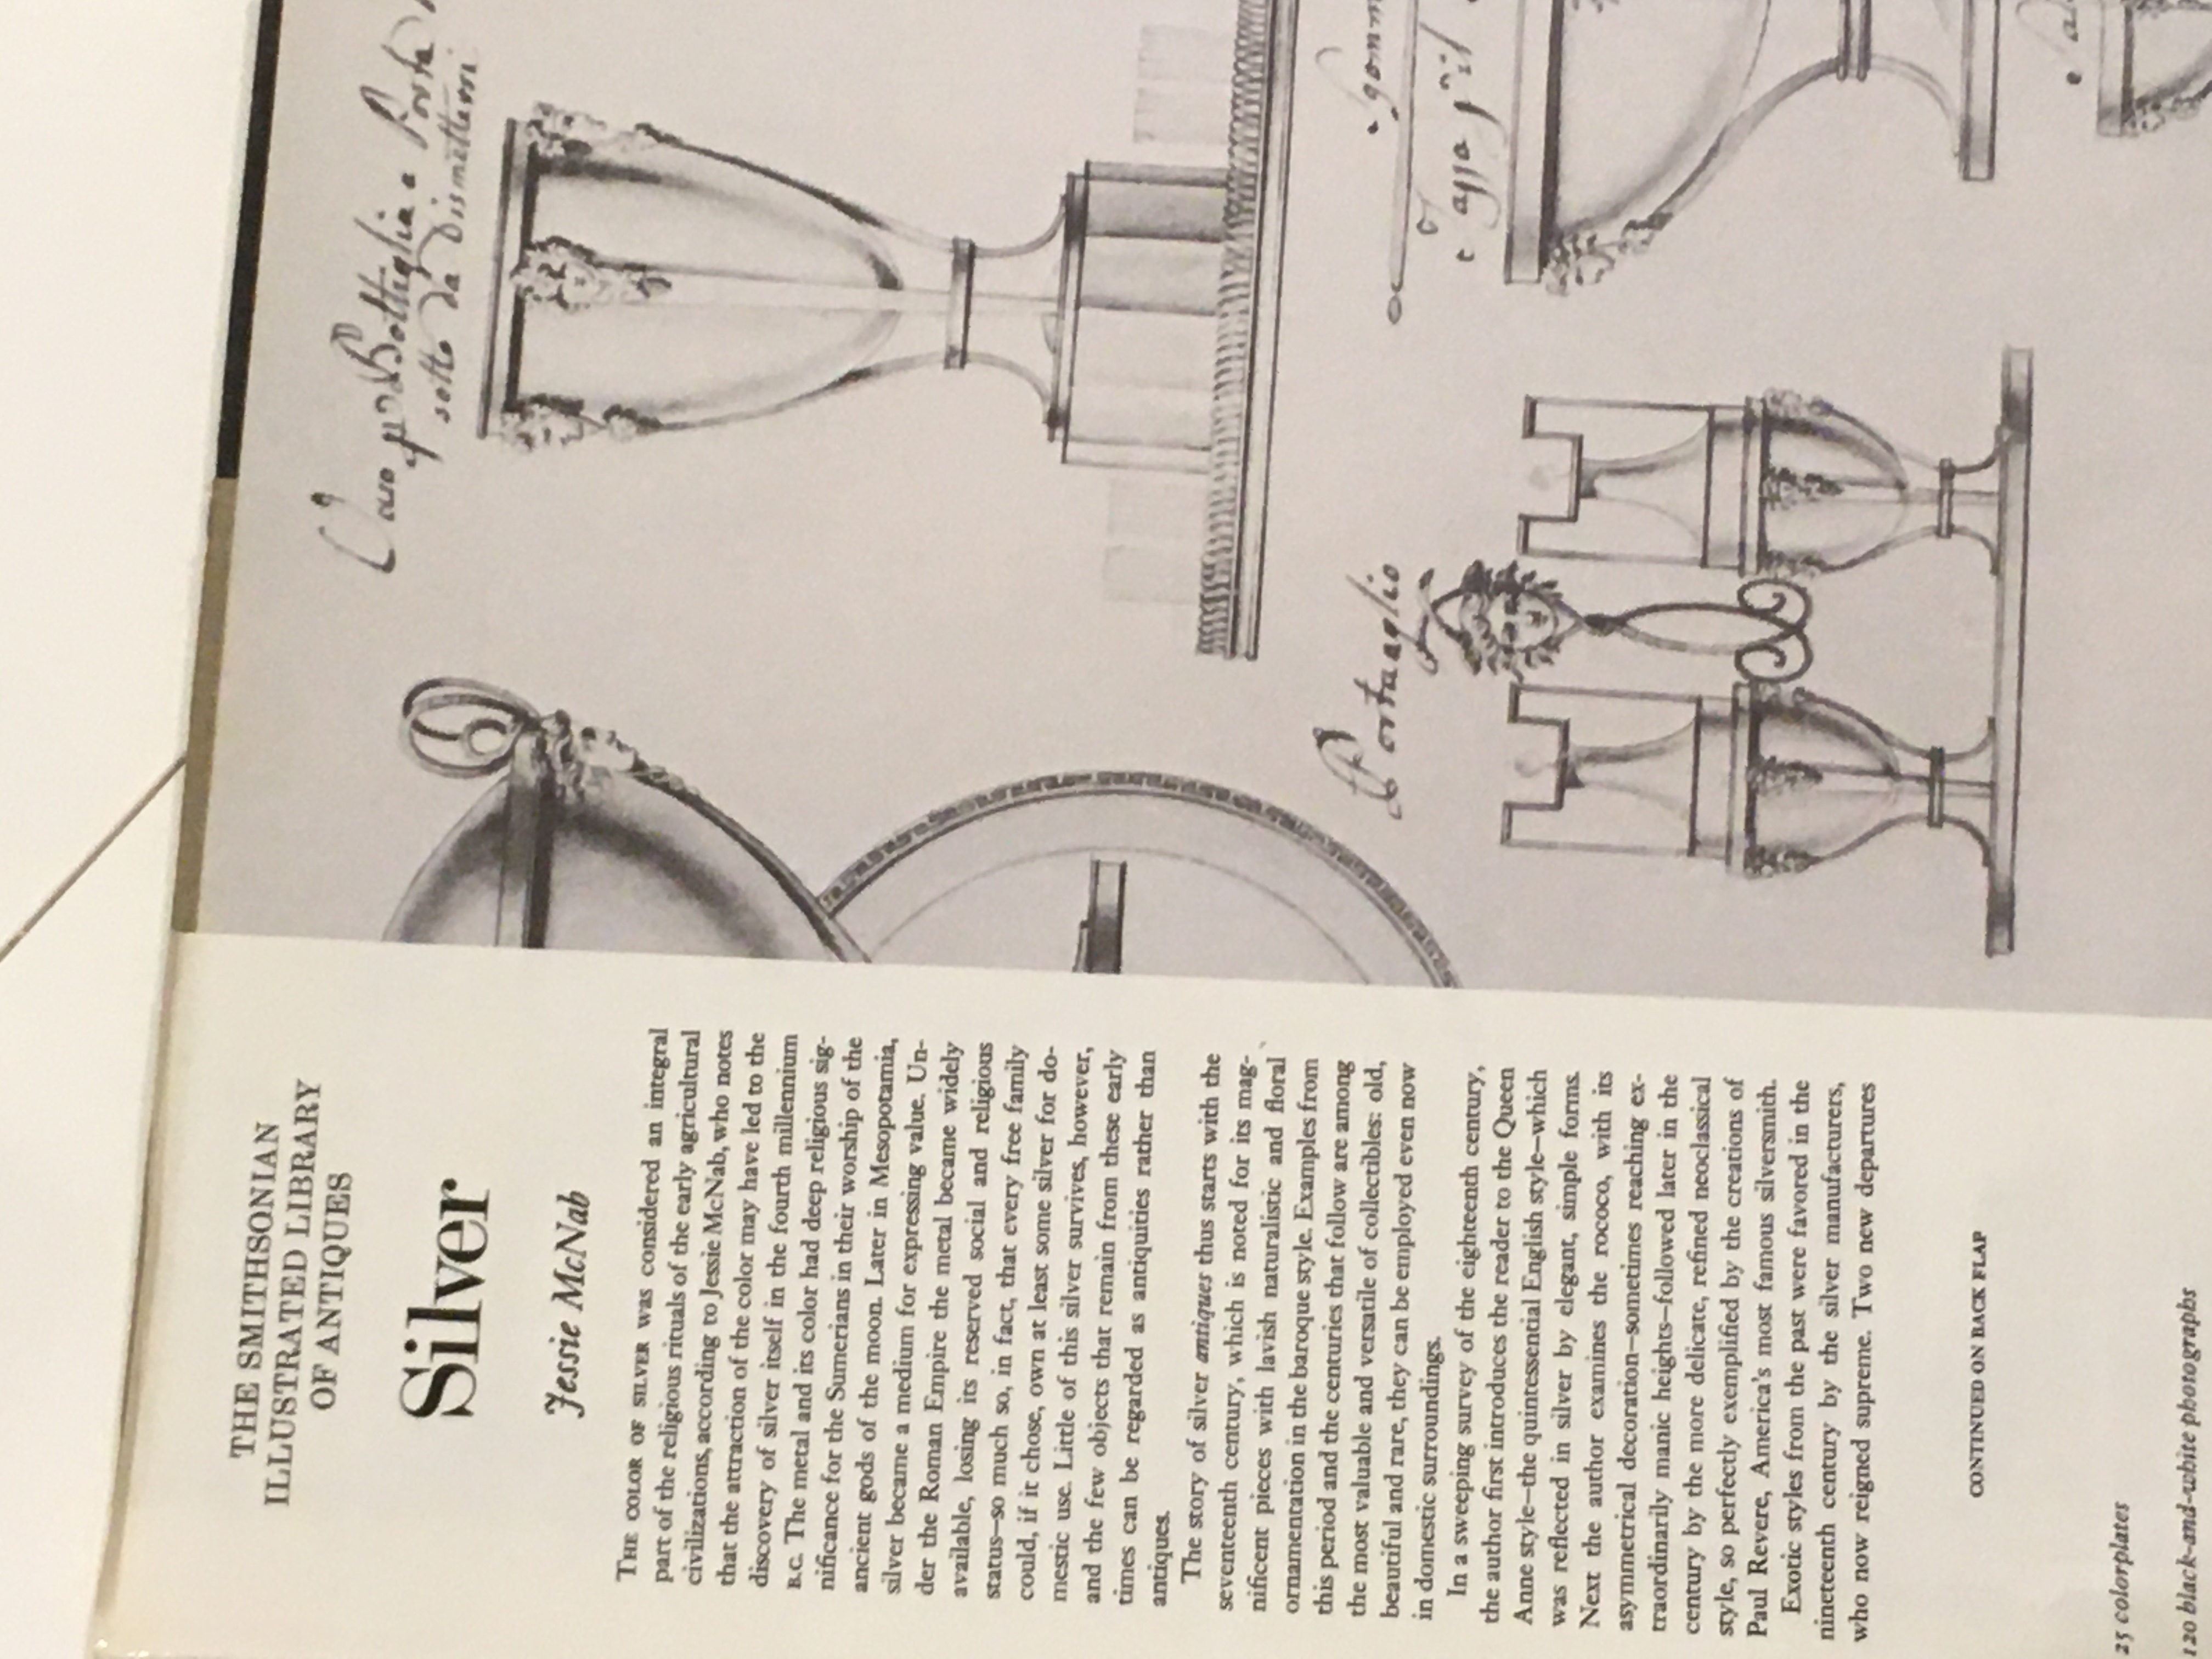 THE SMITHSONIAN
ILLUSTRATED LIBRARY
OF ANTIQUES
Silver
Jessie McNab
THE COLOR OF SILVER was considered an integral
part of the religious rituals of the early agricultural
civilizations, according to Jessie McNab, who notes
that the attraction of the color may have led to the
discovery of silver itself in the fourth millennium
B.C. The metal and its color had deep religious sig-
nificance for the Sumerians in their worship of the
ancient gods of the moon. Later in Mesopotamia,
silver became a medium for expressing value. Un-
der the Roman Empire the metal became widely
available, losing its reserved social and religious
status—so much so, in fact, that every free family
could, if it chose, own at least some silver for do-
mestic use. Little of this silver survives, however,
and the few objects that remain from these early
times can be regarded as antiquities rather than
antiques.
The story of silver antiques thus starts with the
seventeenth century, which is noted for its mag-
nificent pieces with lavish naturalistic and floral
ornamentation in the baroque style. Examples from
this period and the centuries that follow are among
the most valuable and versatile of collectibles: old,
beautiful and rare, they can be employed even now
in domestic surroundings.
In a sweeping survey of the eighteenth century,
the author first introduces the reader to the Queen
Anne style—the quintessential English style—which
was reflected in silver by elegant, simple forms.
Next the author examines the rococo, with its
asymmetrical decoration—sometimes reaching ex-
traordinarily manic heights—followed later in the
century by the more delicate, refined neoclassical
style, so perfectly exemplified by the creations of
Paul Revere, America's most famous silversmith.
Exotic styles from the past were favored in the
nineteenth century by the silver manufacturers,
who now reigned supreme. Two new departures
CONTINUED ON BACK FLAP
25 colorplates
120 black-and-white photographs
Vaso p Bottiglia e Porta
sotto da Dismettersi
Portaoglio
Tassa p il